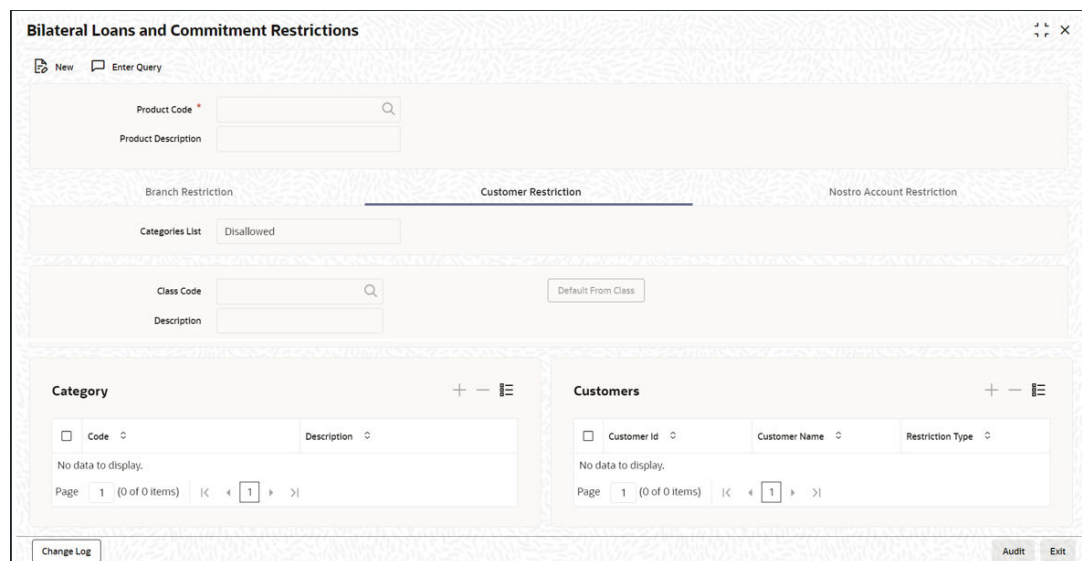 Bilateral Loans and Commitment Restrictions
New Enter Query
Product Code *
Product Description
Branch Restriction Customer Restriction Nostro Account Restriction
Categories List Disallowed
Class Code Default From Class
Description
Category Customers
Code Description Customer Id Customer Name Restriction Type
No data to display. No data to display.
Page 1 (0 of 0 items) 1 Page 1 (0 of 0 items) 1
Change Log Audit Exit